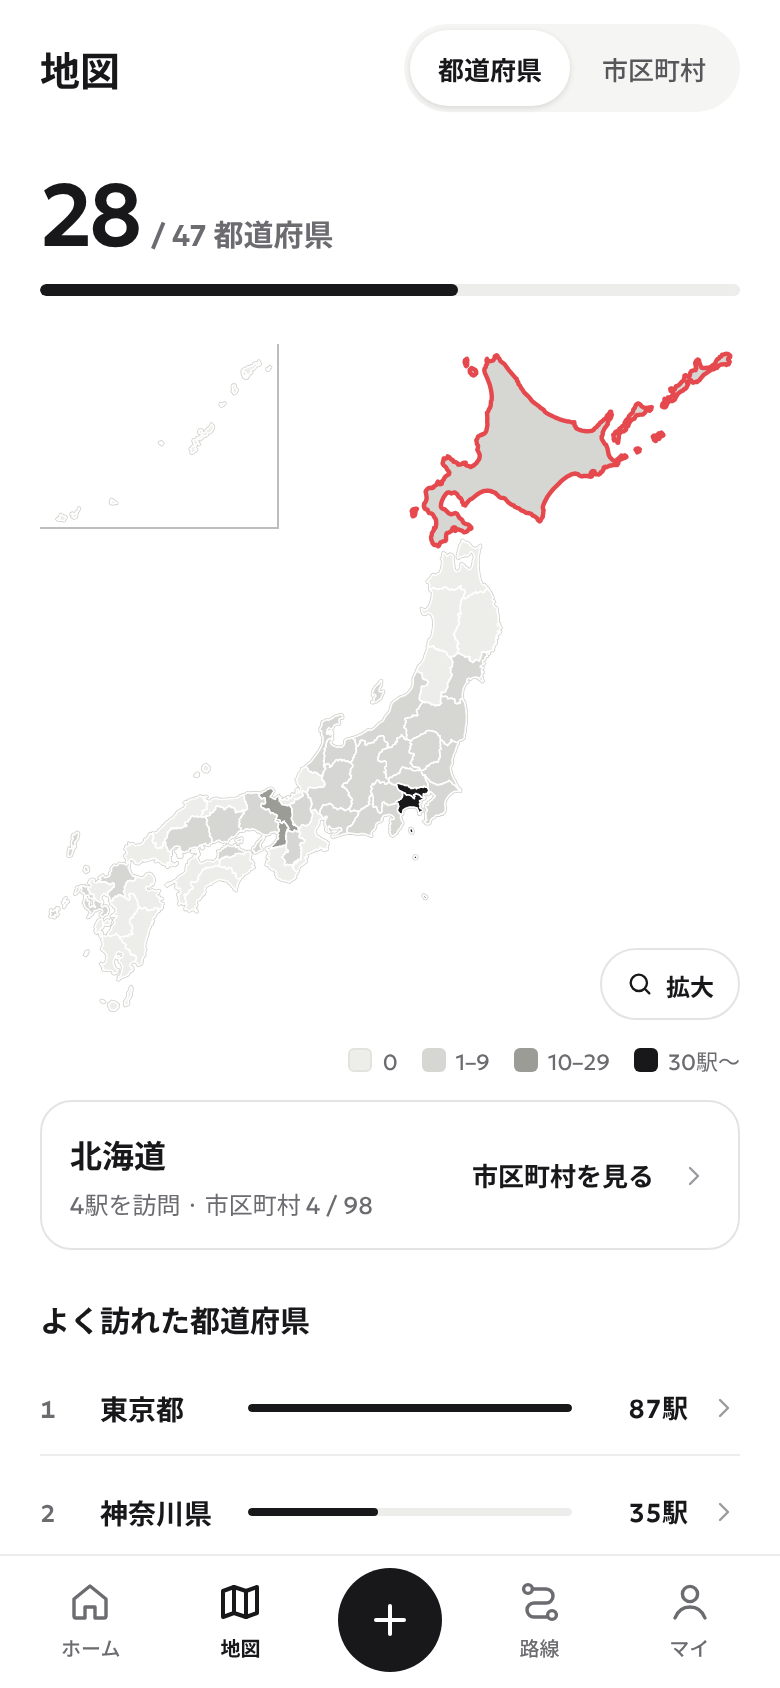 地図
都道府県
市区町村
28 / 47 都道府県
拡大
0
1–9
10–29
30駅〜
北海道
4駅を訪問 · 市区町村 4 / 98
市区町村を見る
よく訪れた都道府県
1 東京都 87駅
2 神奈川県 35駅
ホーム
地図
路線
マイ